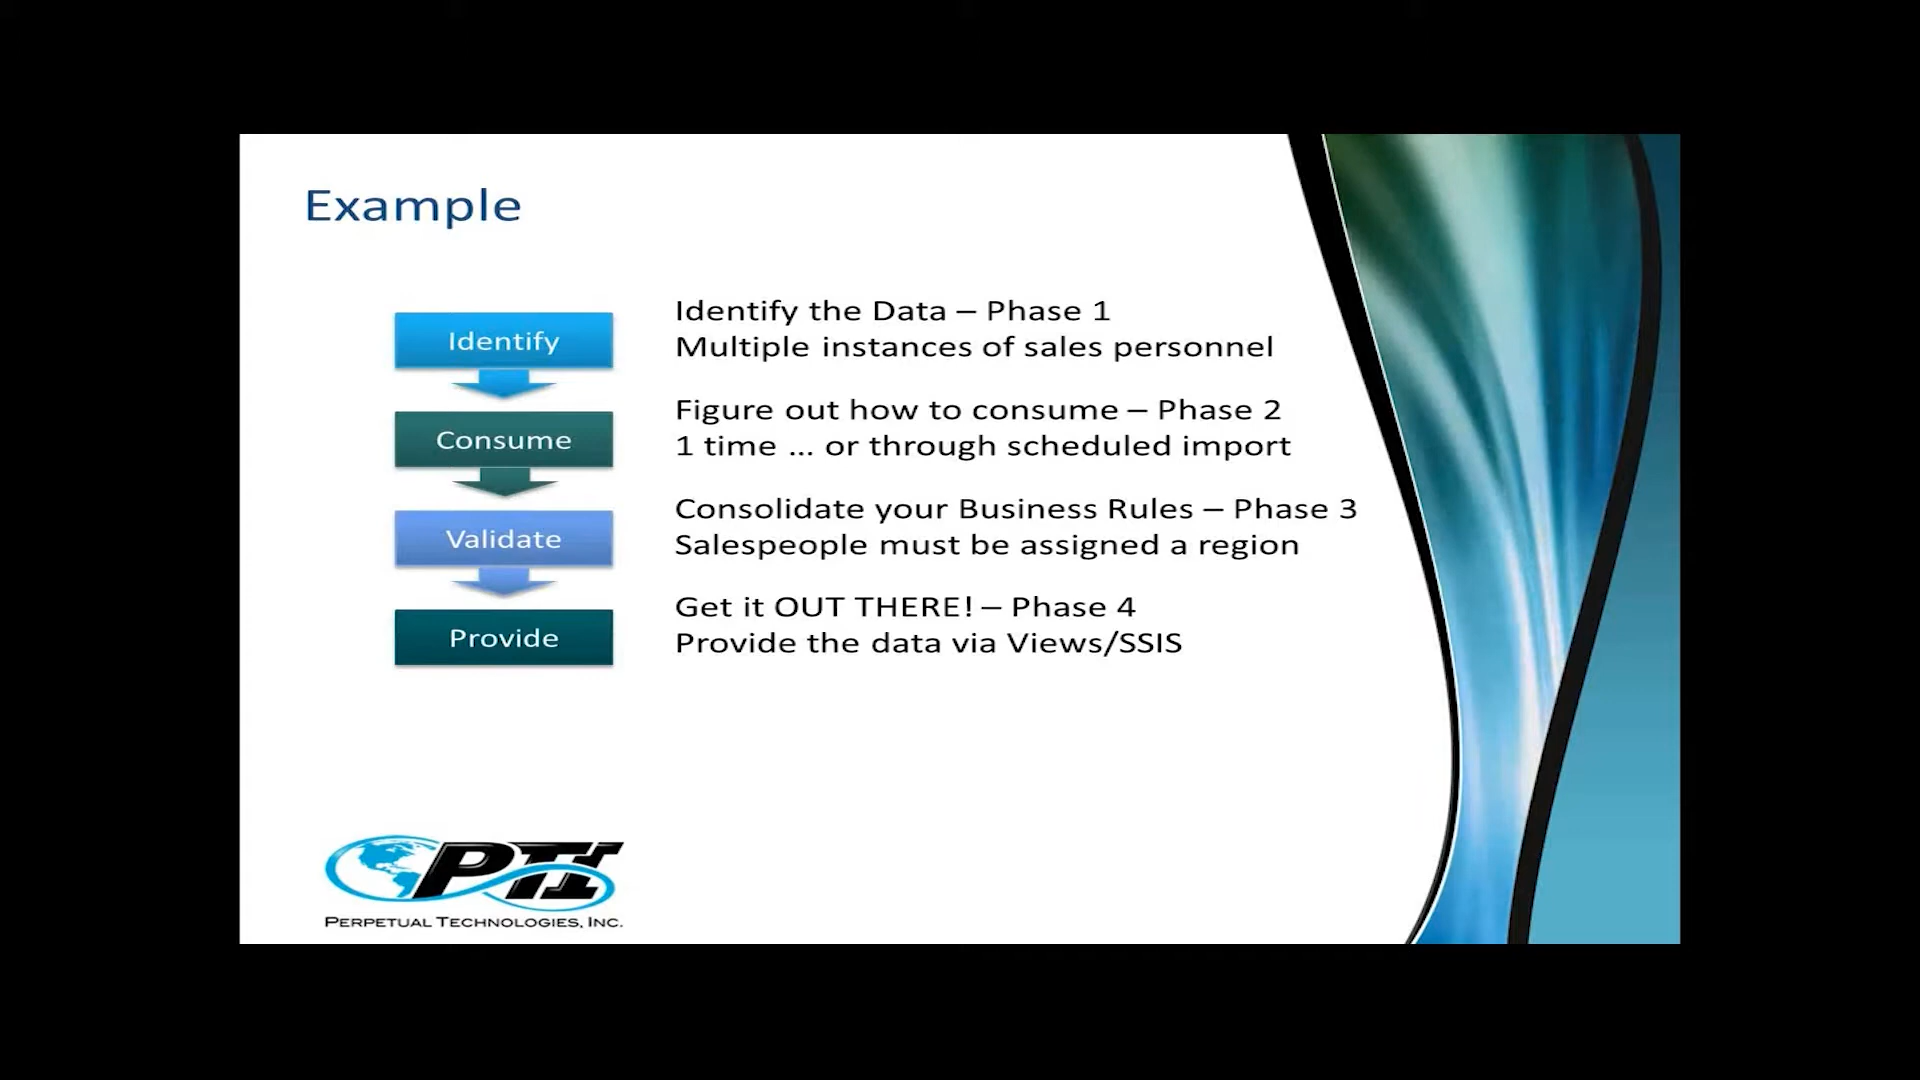 Example
Identify
Identify the Data – Phase 1
Multiple instances of sales personnel
Consume
Figure out how to consume – Phase 2
1 time ... or through scheduled import
Validate
Consolidate your Business Rules – Phase 3
Salespeople must be assigned a region
Provide
Get it OUT THERE! – Phase 4
Provide the data via Views/SSIS
PTI
PERPETUAL TECHNOLOGIES, INC.